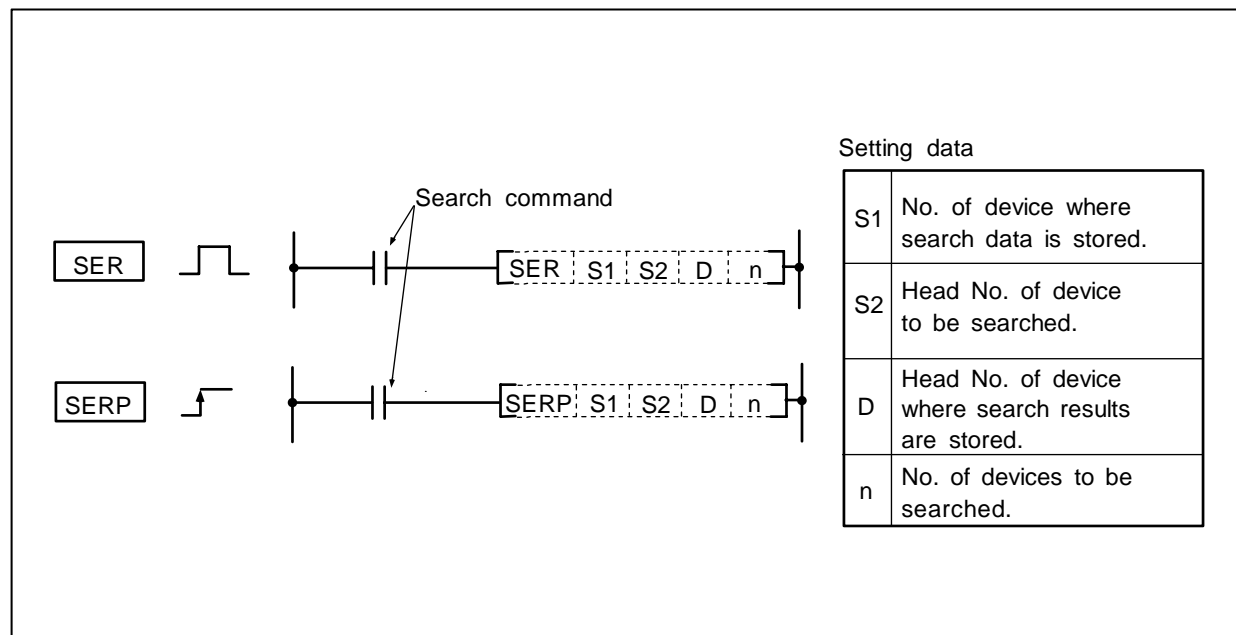 Setting data
Search command
SER
SER S1 S2 D n
SERP
SERP S1 S2 D n
S1 No. of device where
search data is stored.
S2 Head No. of device
to be searched.
D Head No. of device
where search results
are stored.
n No. of devices to be
searched.